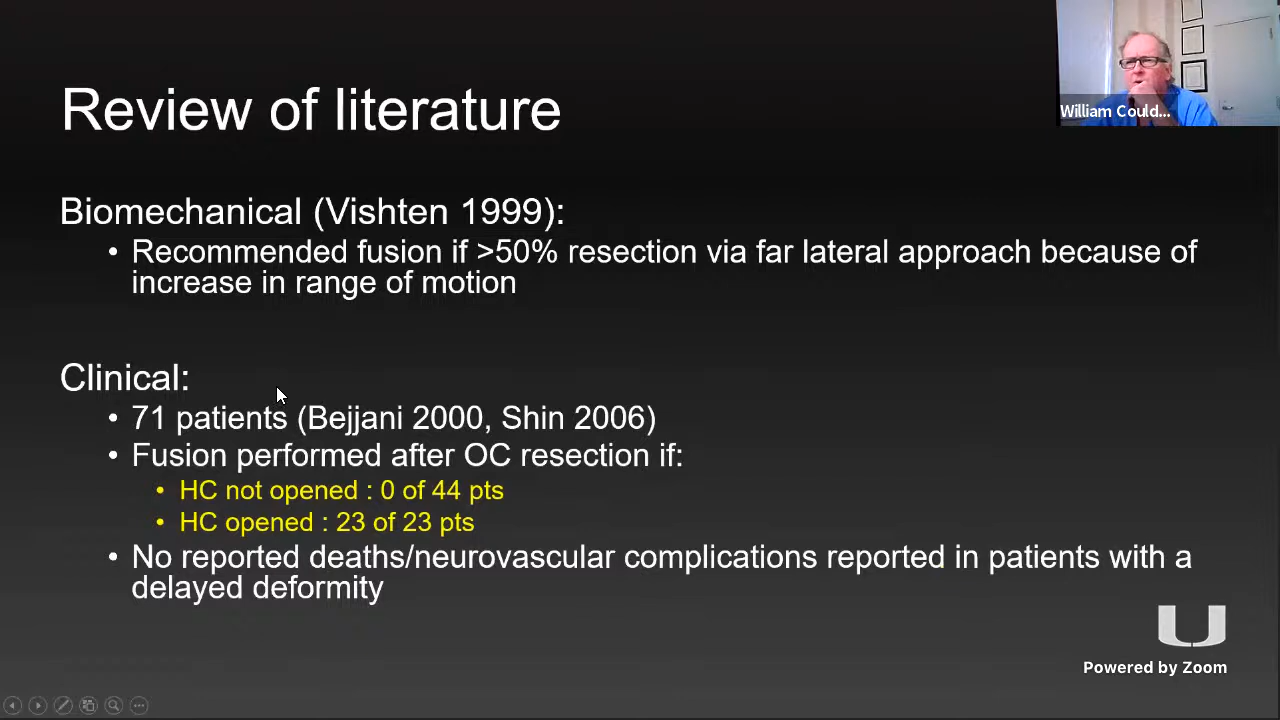 William Could...
Review of literature
Biomechanical (Vishten 1999):
• Recommended fusion if >50% resection via far lateral approach because of
increase in range of motion
Clinical:
• 71 patients (Bejjani 2000, Shin 2006)
• Fusion performed after OC resection if:
• HC not opened : 0 of 44 pts
• HC opened : 23 of 23 pts
• No reported deaths/neurovascular complications reported in patients with a
delayed deformity
U
Powered by Zoom